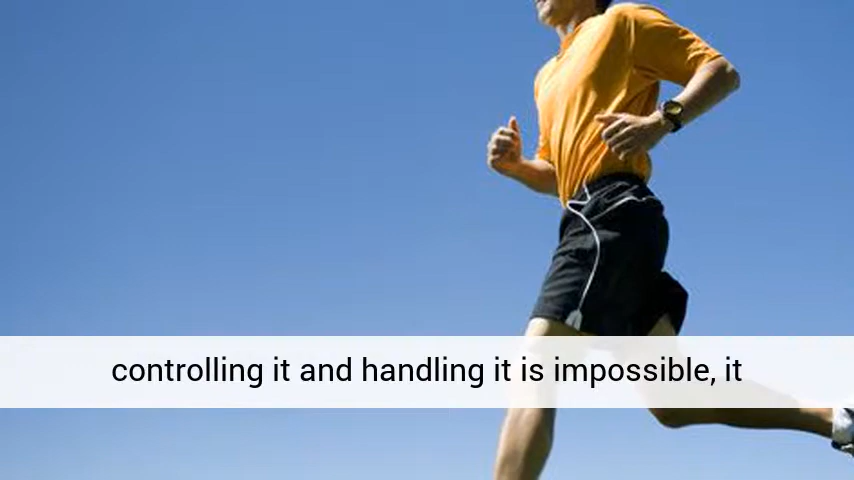 controlling it and handling it is impossible, it